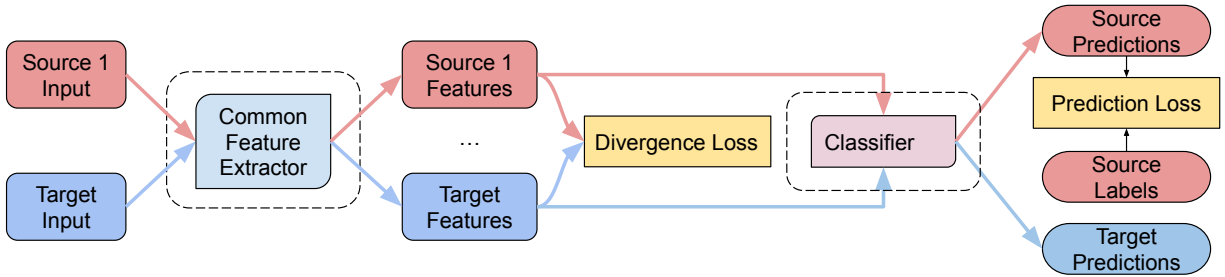 Source 1
Input
Target
Input
Common
Feature
Extractor
Source 1
Features
...
Target
Features
Divergence Loss
Classifier
Source
Predictions
Prediction Loss
Source
Labels
Target
Predictions